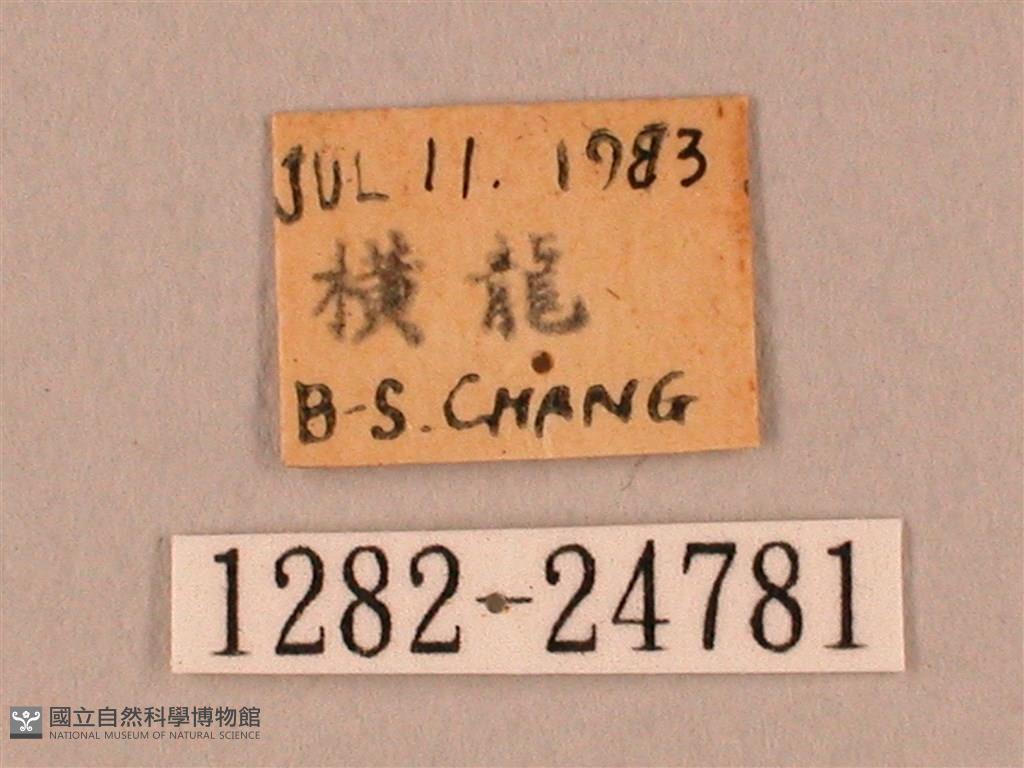 JUL 11. 1983
橫龍
B-S. CHANG
1282-24781
國立自然科學博物館
NATIONAL MUSEUM OF NATURAL SCIENCE